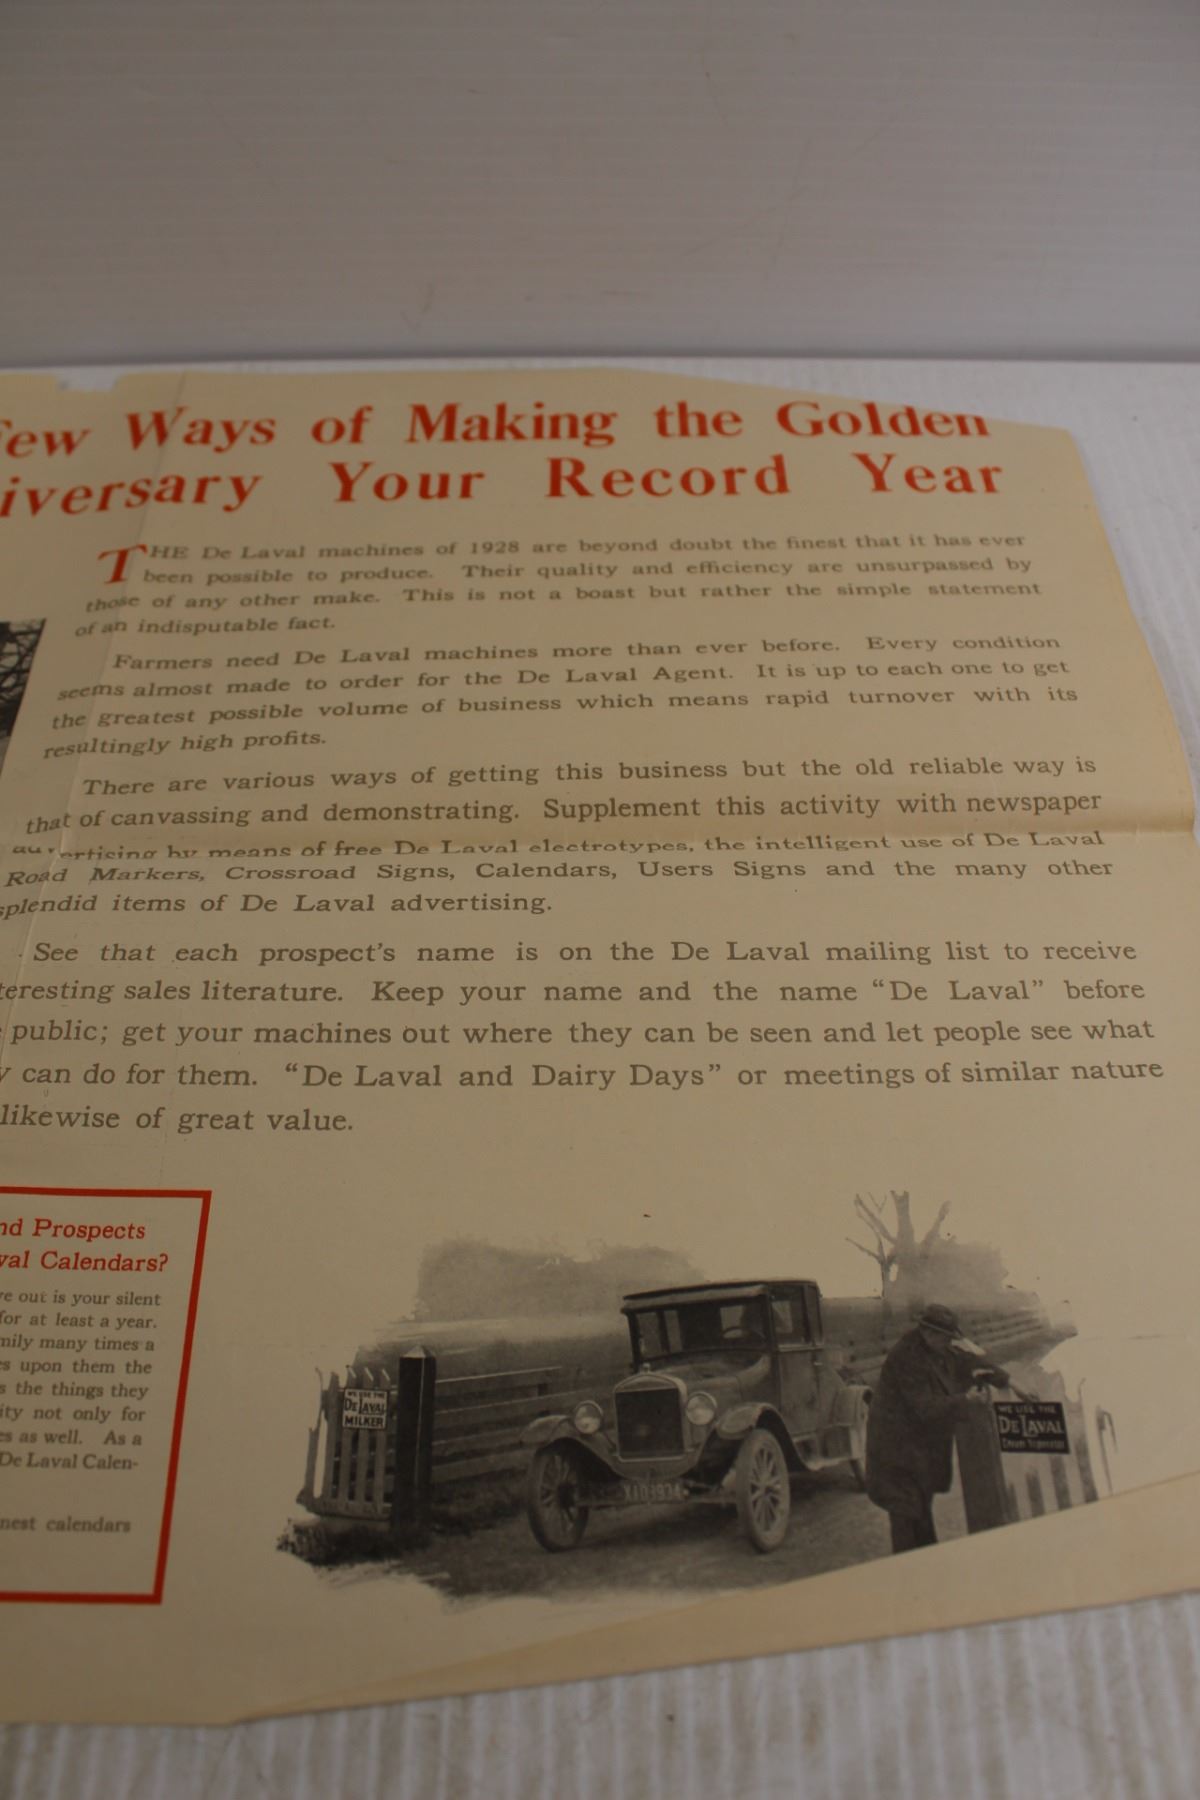 Few Ways of Making the Golden
iversary Your Record Year
THE De Laval machines of 1928 are beyond doubt the finest that it has ever
been possible to produce. Their quality and efficiency are unsurpassed by
those of any other make. This is not a boast but rather the simple statement
of an indisputable fact.
Farmers need De Laval machines more than ever before. Every condition
seems almost made to order for the De Laval Agent. It is up to each one to get
the greatest possible volume of business which means rapid turnover with its
resultingly high profits.
There are various ways of getting this business but the old reliable way is
that of canvassing and demonstrating. Supplement this activity with newspaper
advertising by means of free De Laval electrotypes, the intelligent use of De Laval
Road Markers, Crossroad Signs, Calendars, Users Signs and the many other
splendid items of De Laval advertising.
See that each prospect's name is on the De Laval mailing list to receive
teresting sales literature. Keep your name and the name “De Laval” before
public; get your machines out where they can be seen and let people see what
y can do for them. “De Laval and Dairy Days” or meetings of similar nature
likewise of great value.
nd Prospects
val Calendars?
ve out is your silent
for at least a year.
mily many times a
es upon them the
s the things they
ity not only for
es as well. As a
De Laval Calen-
nest calendars
WE USE THE
DE LAVAL
MILKER
WE USE THE
DE LAVAL
Cream Separator